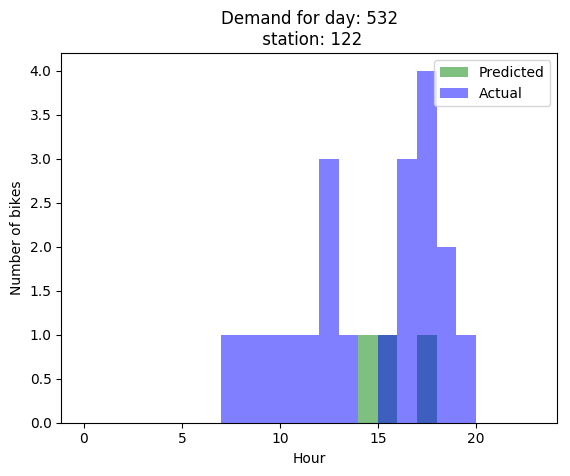 Demand for day: 532
station: 122
Predicted
Actual
Number of bikes
4.0
3.5
3.0
2.5
2.0
1.5
1.0
0.5
0.0
0 5 10 15 20
Hour